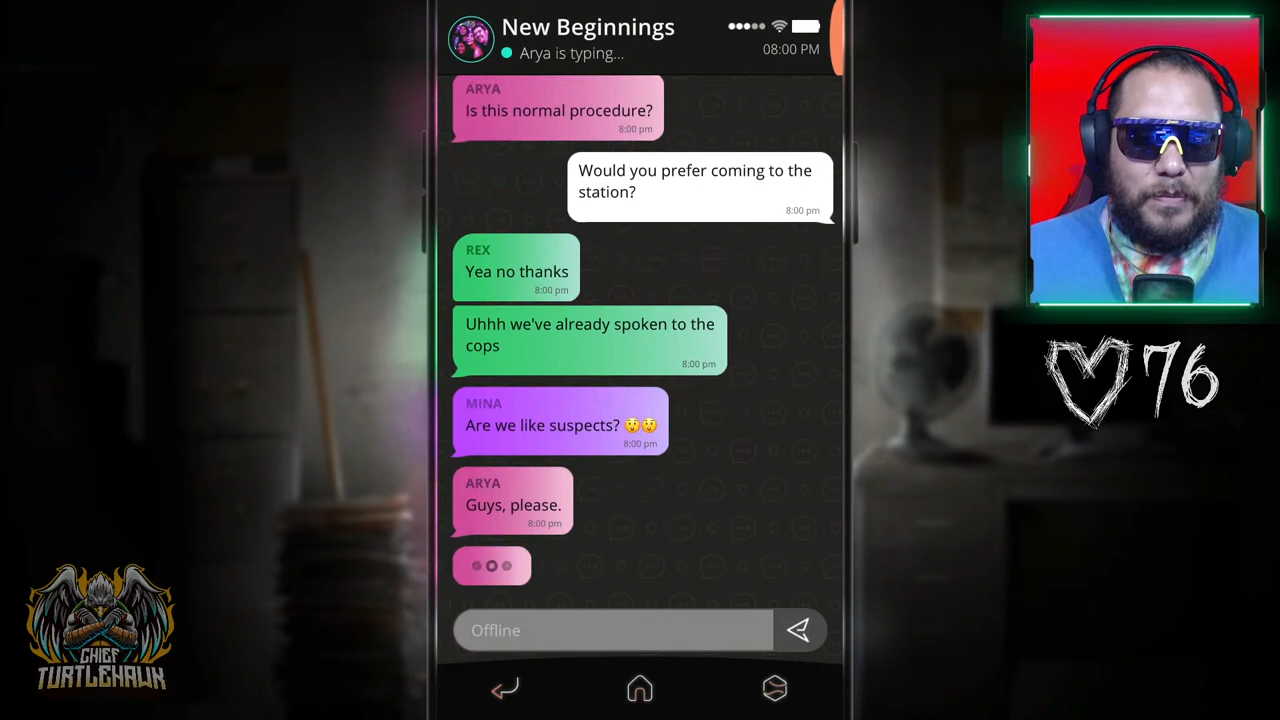 New Beginnings
Arya is typing...
08:00 PM
ARYA
Is this normal procedure?
8:00 pm
Would you prefer coming to the
station?
8:00 pm
REX
Yea no thanks
8:00 pm
Uhhh we've already spoken to the
cops
8:00 pm
MINA
Are we like suspects? 😲😲
8:00 pm
ARYA
Guys, please.
8:00 pm
Offline
76
CHIEF
TURTLEHAWK